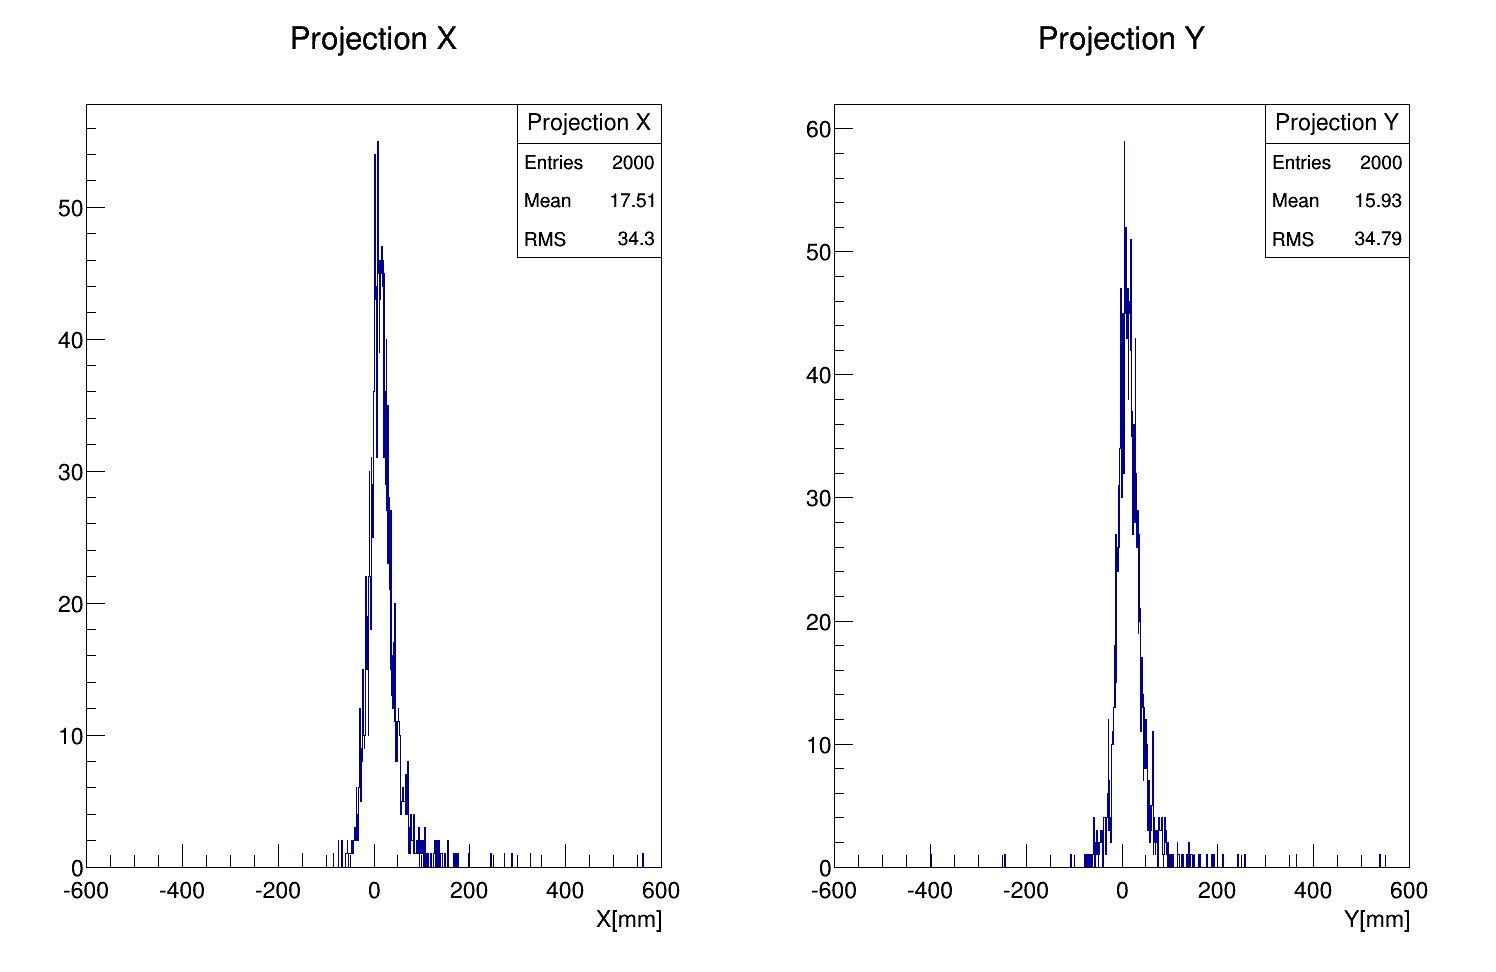 Projection X
Projection X
Entries 2000
Mean 17.51
RMS 34.3
50
40
30
20
10
0
-600 -400 -200 0 200 400 600
X[mm]
Projection Y
Projection Y
Entries 2000
Mean 15.93
RMS 34.79
60
50
40
30
20
10
0
-600 -400 -200 0 200 400 600
Y[mm]